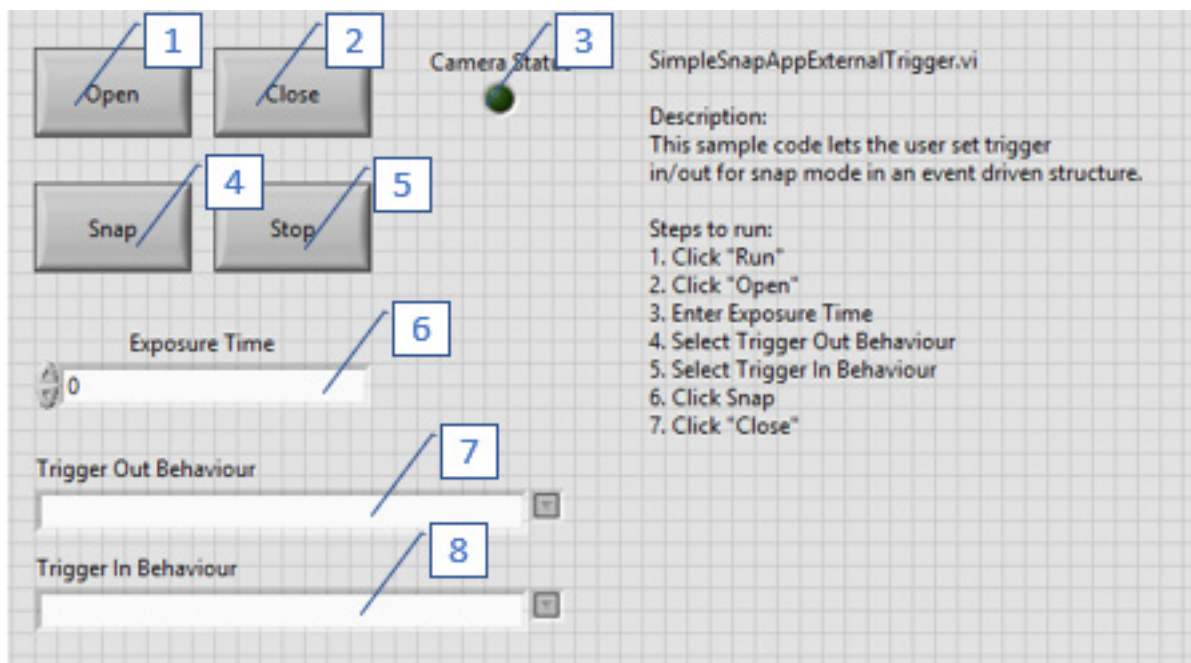 1
2
3
Open
Close
Camera Status
4
5
Snap
Stop
6
Exposure Time
0
7
Trigger Out Behaviour
8
Trigger In Behaviour
SimpleSnapAppExternalTrigger.vi
Description:
This sample code lets the user set trigger
in/out for snap mode in an event driven structure.
Steps to run:
1. Click "Run"
2. Click "Open"
3. Enter Exposure Time
4. Select Trigger Out Behaviour
5. Select Trigger In Behaviour
6. Click Snap
7. Click "Close"